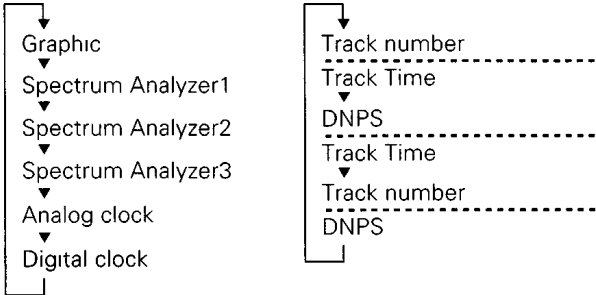 Graphic
Spectrum Analyzer1
Spectrum Analyzer2
Spectrum Analyzer3
Analog clock
Digital clock
Track number
Track Time
DNPS
Track Time
Track number
DNPS